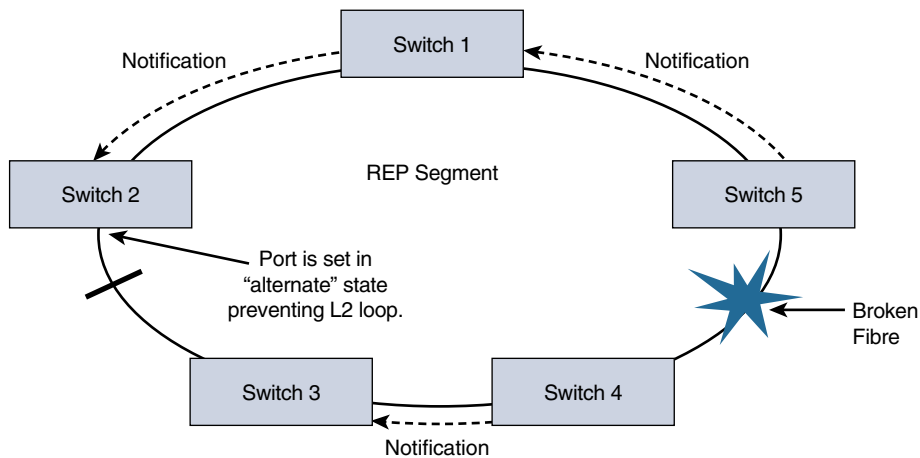 Switch 1
Notification
Notification
Switch 2
REP Segment
Switch 5
Port is set in
“alternate” state
preventing L2 loop.
Broken
Fibre
Switch 3
Switch 4
Notification